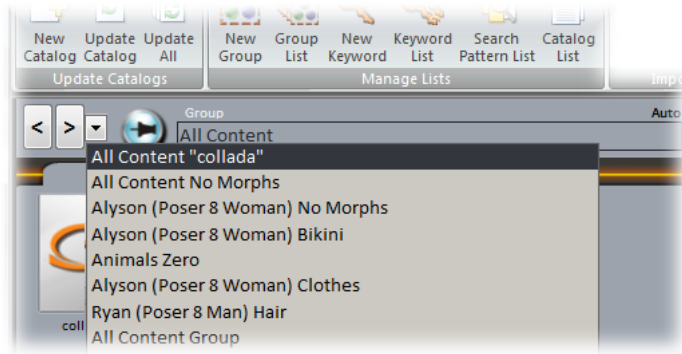 New Update Update New Group New Keyword Search Catalog
Catalog Catalog All Group List Keyword List Pattern List List
Update Catalogs Manage Lists Impo
< > Group Auto
All Content
All Content "collada"
All Content No Morphs
Alyson (Poser 8 Woman) No Morphs
Alyson (Poser 8 Woman) Bikini
Animals Zero
Alyson (Poser 8 Woman) Clothes
Ryan (Poser 8 Man) Hair
coll
All Content Group